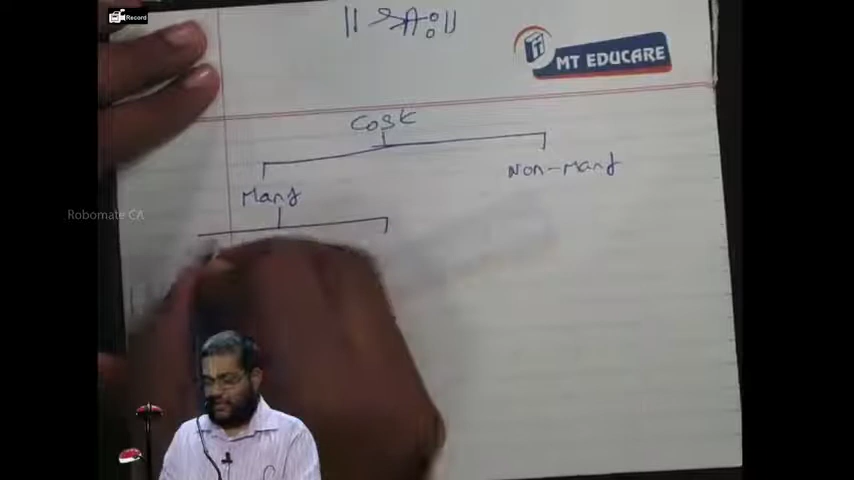 Record
|| श्रीः ||
MT EDUCARE
Cost
Manf
Non-Manf
Robomate CA